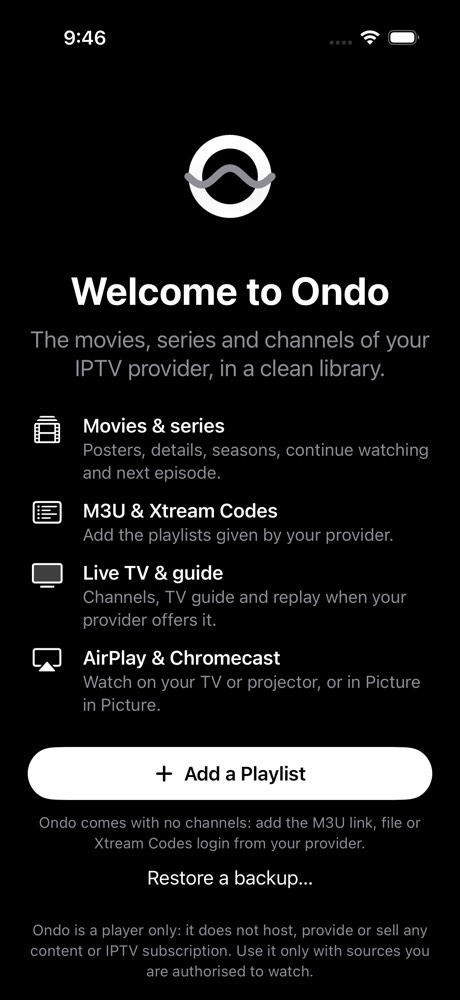 9:46
Welcome to Ondo
The movies, series and channels of your
IPTV provider, in a clean library.
Movies & series
Posters, details, seasons, continue watching
and next episode.
M3U & Xtream Codes
Add the playlists given by your provider.
Live TV & guide
Channels, TV guide and replay when your
provider offers it.
AirPlay & Chromecast
Watch on your TV or projector, or in Picture
in Picture.
+ Add a Playlist
Ondo comes with no channels: add the M3U link, file or
Xtream Codes login from your provider.
Restore a backup...
Ondo is a player only: it does not host, provide or sell any
content or IPTV subscription. Use it only with sources you
are authorised to watch.